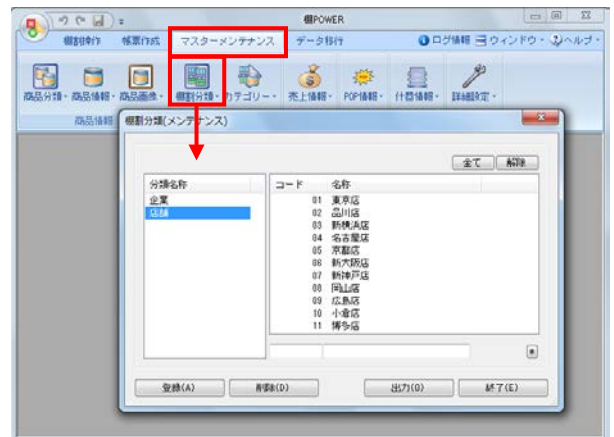 棚POWER
棚割実行 帳票作成 マスターメンテナンス データ移行 ログ情報 ウィンドウ ヘルプ
商品分類 商品情報 商品画像 棚割分類 カテゴリー 売上情報 POP情報 什器情報 詳細設定
商品情報
棚割分類(メンテナンス)
全て 解除
分類名称 コード 名称
企業
店舗
01 東京店
02 品川店
03 新横浜店
04 名古屋店
05 京都店
06 新大阪店
07 新神戸店
08 岡山店
09 広島店
10 小倉店
11 博多店
登録(A) 削除(D) 出力(O) 終了(E)